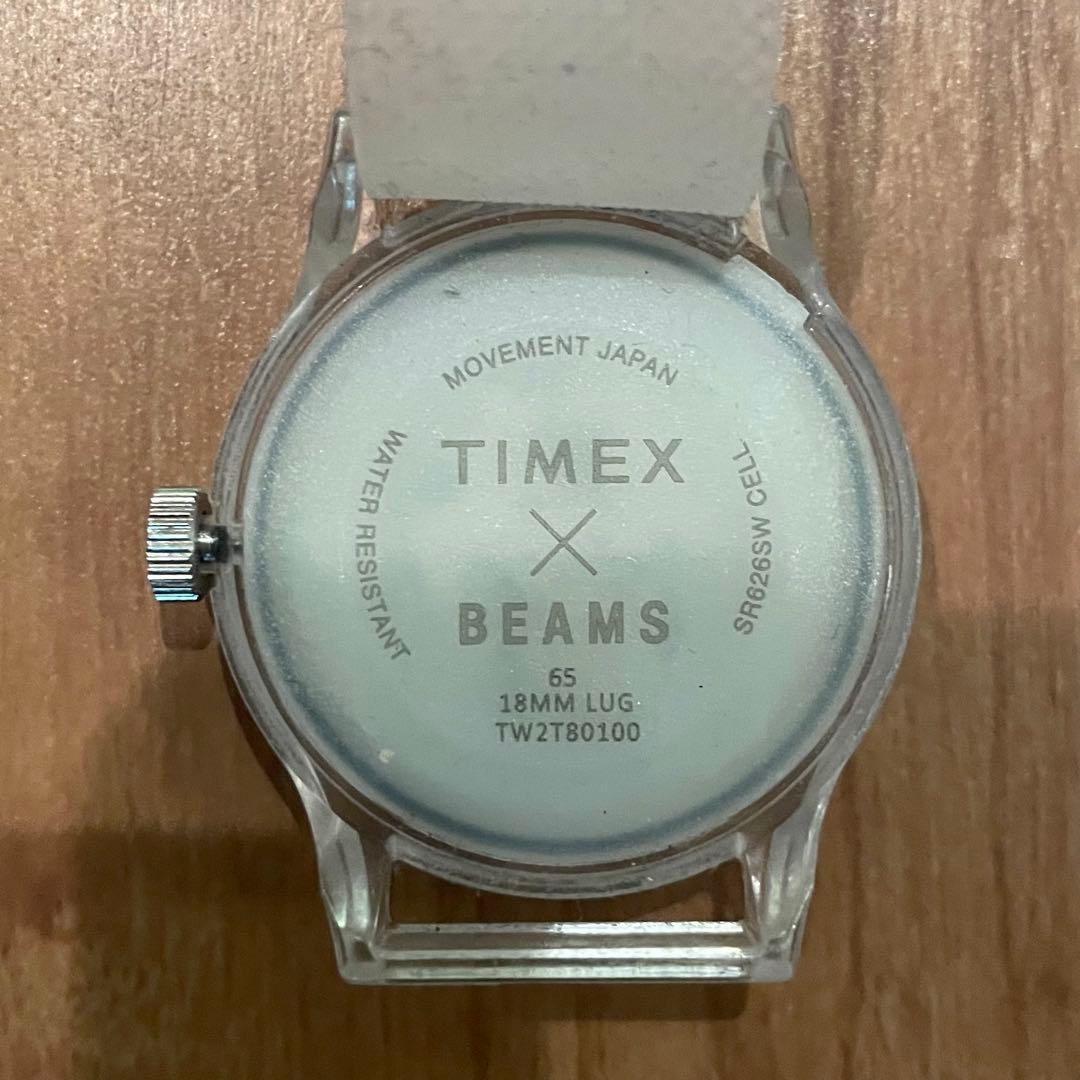 MOVEMENT JAPAN
WATER RESISTANT
SR626SW CELL
TIMEX
X
BEAMS
65
18MM LUG
TW2T80100